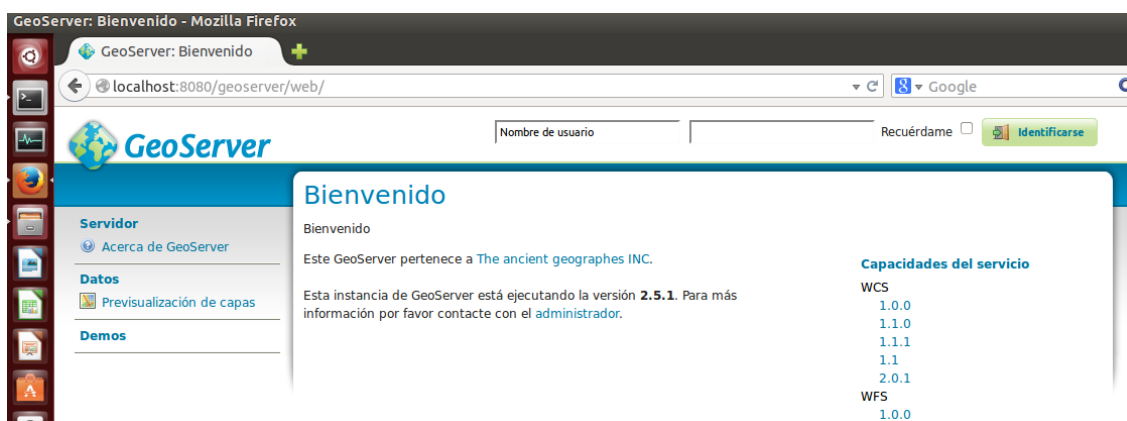 GeoServer: Bienvenido - Mozilla Firefox
GeoServer: Bienvenido
localhost:8080/geoserver/web/
Google
GeoServer
Nombre de usuario
Recuérdame
Identificarse
Bienvenido
Servidor
Acerca de GeoServer
Datos
Previsualización de capas
Demos
Bienvenido
Este GeoServer pertenece a The ancient geographes INC.
Esta instancia de GeoServer está ejecutando la versión 2.5.1. Para más
información por favor contacte con el administrador.
Capacidades del servicio
WCS
1.0.0
1.1.0
1.1.1
1.1
2.0.1
WFS
1.0.0